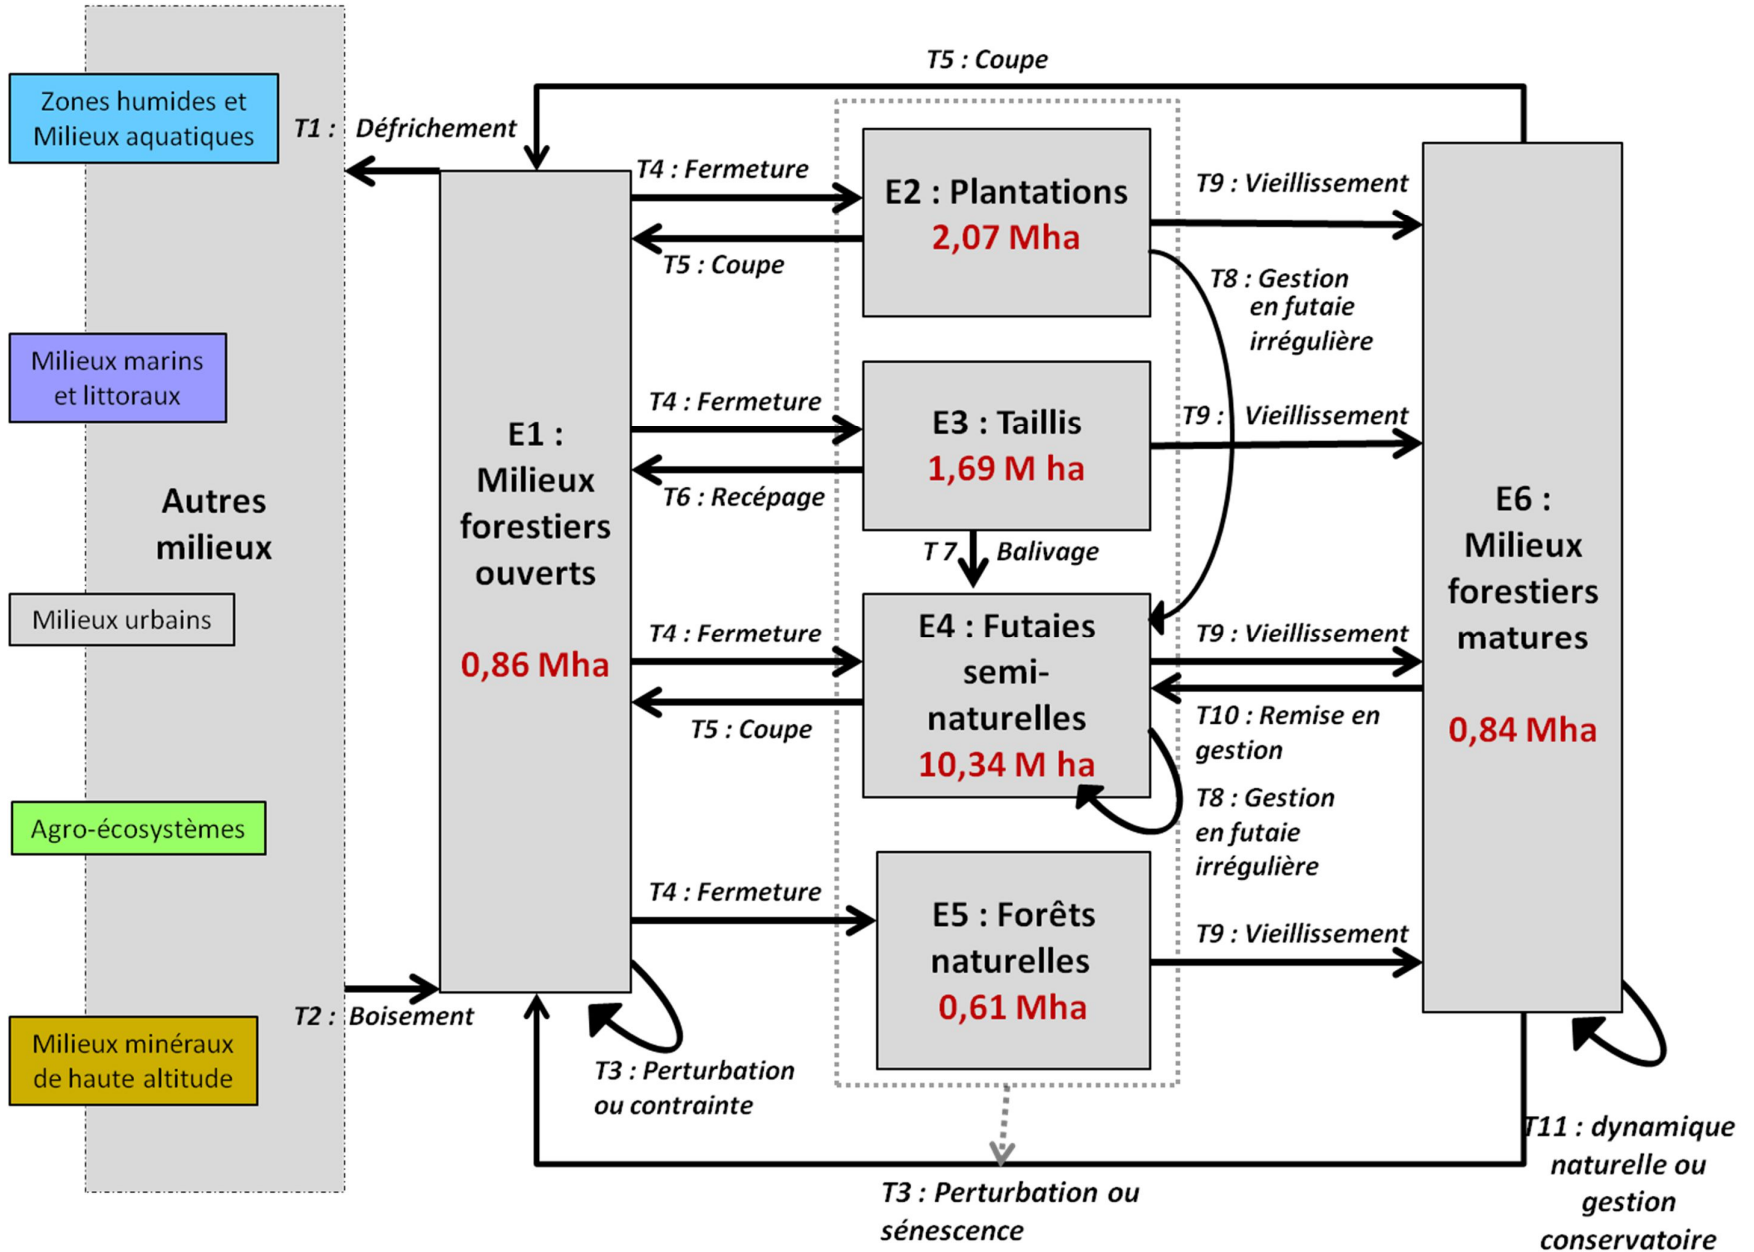 Zones humides et
Milieux aquatiques
Milieux marins
et littoraux
Autres
milieux
Milieux urbains
Agro-écosystèmes
Milieux minéraux
de haute altitude
T1 : Défrichement
T2 : Boisement
E1 :
Milieux
forestiers
ouverts
0,86 Mha
T3 : Perturbation
ou contrainte
T5 : Coupe
T4 : Fermeture
T5 : Coupe
E2 : Plantations
2,07 Mha
T9 : Vieillissement
T8 : Gestion
en futaie
irrégulière
T4 : Fermeture
T6 : Recépage
E3 : Taillis
1,69 M ha
T9 : Vieillissement
T 7 Balivage
T4 : Fermeture
T5 : Coupe
E4 : Futaies
semi-
naturelles
10,34 M ha
T9 : Vieillissement
T10 : Remise en
gestion
T8 : Gestion
en futaie
irrégulière
T4 : Fermeture
E5 : Forêts
naturelles
0,61 Mha
T9 : Vieillissement
E6 :
Milieux
forestiers
matures
0,84 Mha
T3 : Perturbation ou
sénescence
T11 : dynamique
naturelle ou
gestion
conservatoire